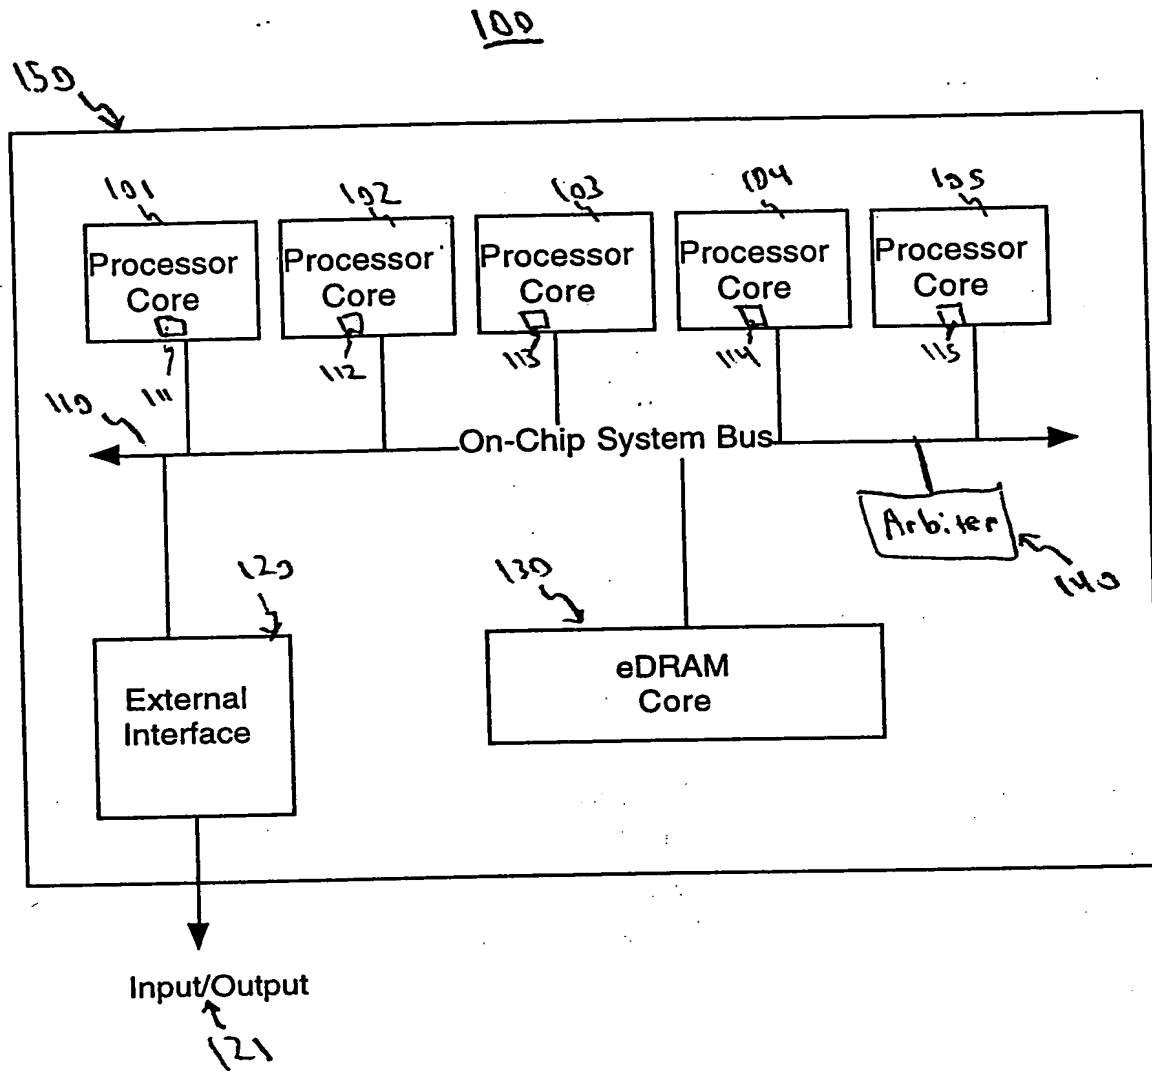 100
150
101
102
103
104
105
Processor
Core
Processor
Core
Processor
Core
Processor
Core
Processor
Core
111
112
113
114
115
110
On-Chip System Bus
Arbiter
140
120
130
External
Interface
eDRAM
Core
Input/Output
121